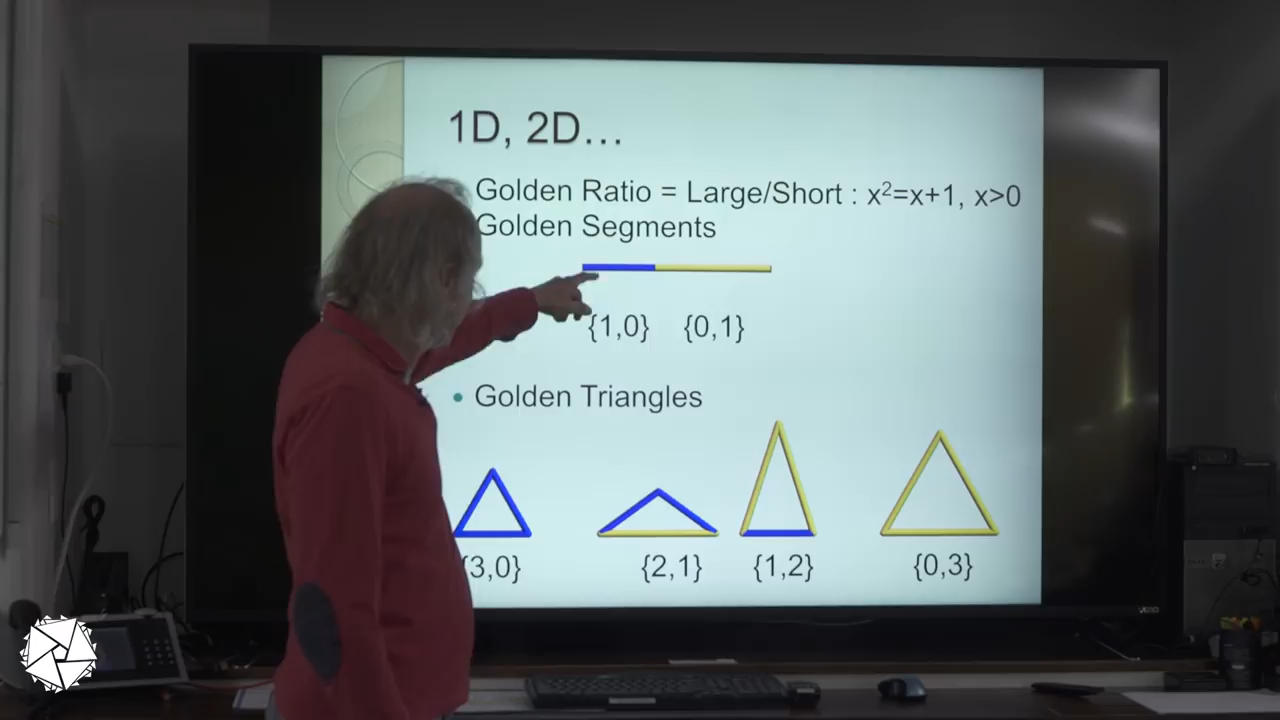 1D, 2D...
Golden Ratio = Large/Short : x²=x+1, x>0
Golden Segments
{1,0} {0,1}
• Golden Triangles
{3,0} {2,1} {1,2} {0,3}